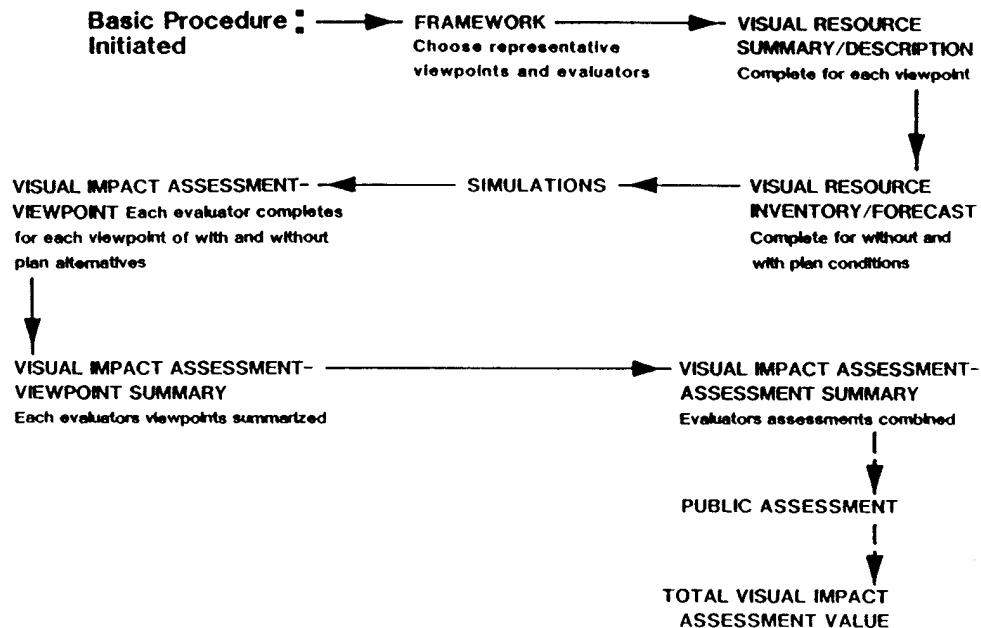 Basic Procedure :
Initiated
FRAMEWORK
Choose representative
viewpoints and evaluators
VISUAL RESOURCE
SUMMARY/DESCRIPTION
Complete for each viewpoint
VISUAL RESOURCE
INVENTORY/FORECAST
Complete for without and
with plan conditions
SIMULATIONS
VISUAL IMPACT ASSESSMENT-
VIEWPOINT Each evaluator completes
for each viewpoint of with and without
plan alternatives
VISUAL IMPACT ASSESSMENT-
VIEWPOINT SUMMARY
Each evaluators viewpoints summarized
VISUAL IMPACT ASSESSMENT-
ASSESSMENT SUMMARY
Evaluators assessments combined
PUBLIC ASSESSMENT
TOTAL VISUAL IMPACT
ASSESSMENT VALUE